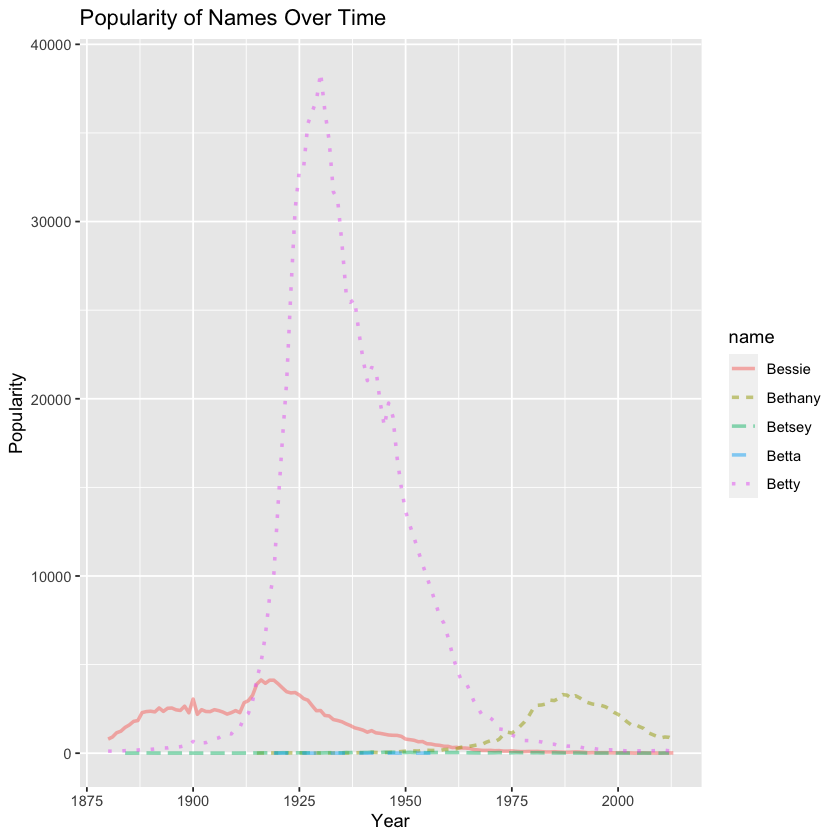 Popularity of Names Over Time
40000
30000
20000
10000
0
Popularity
1875 1900 1925 1950 1975 2000
Year
name
Bessie
Bethany
Betsey
Betta
Betty